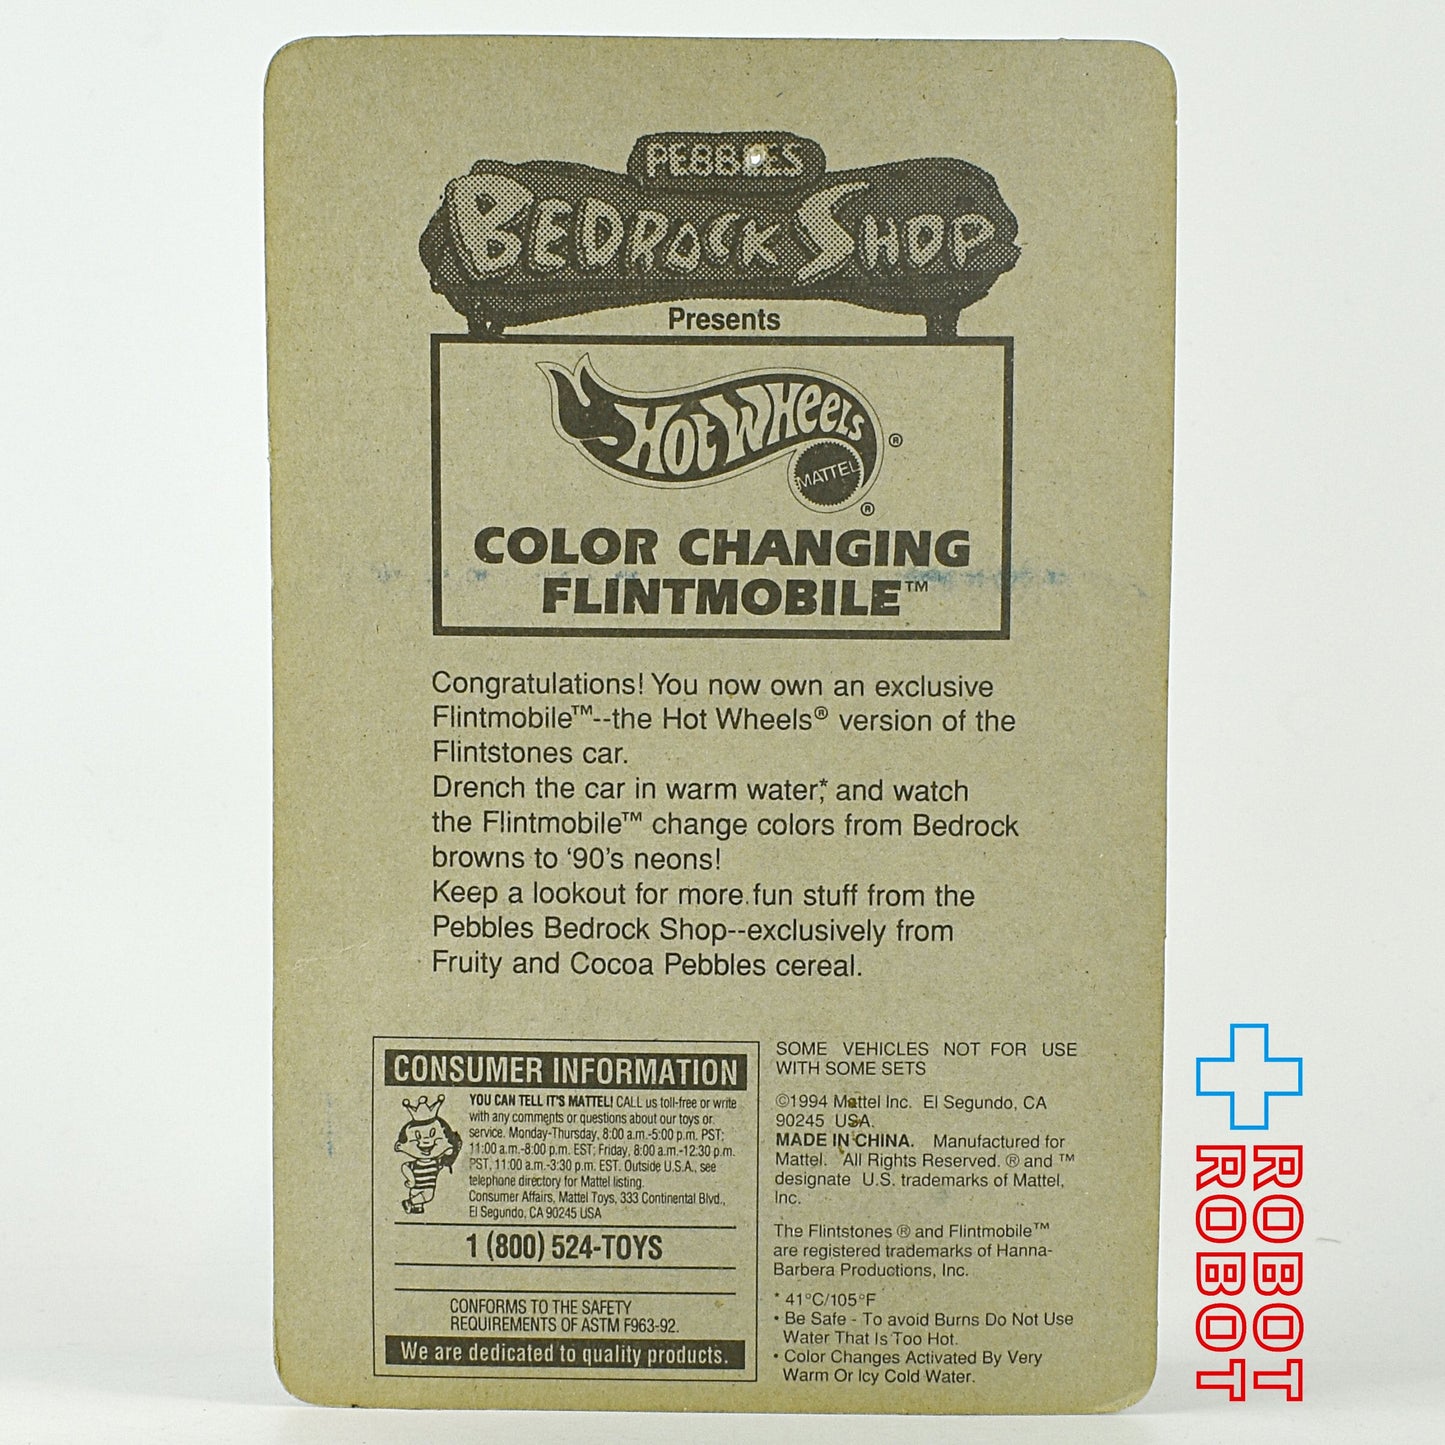 PEBBLES
BEDROCK SHOP
Presents
HOT WHEELS ®
MATTEL
®
COLOR CHANGING
FLINTMOBILE™
Congratulations! You now own an exclusive
Flintmobile™--the Hot Wheels® version of the
Flintstones car.
Drench the car in warm water,* and watch
the Flintmobile™ change colors from Bedrock
browns to ‘90’s neons!
Keep a lookout for more fun stuff from the
Pebbles Bedrock Shop--exclusively from
Fruity and Cocoa Pebbles cereal.
CONSUMER INFORMATION
YOU CAN TELL IT'S MATTEL! CALL us toll-free or write
with any comments or questions about our toys or
service. Monday-Thursday, 8:00 a.m.-5:00 p.m. PST;
11:00 a.m.-8:00 p.m. EST; Friday, 8:00 a.m.-12:30 p.m.
PST, 11:00 a.m.-3:30 p.m. EST. Outside U.S.A., see
telephone directory for Mattel listing.
Consumer Affairs, Mattel Toys, 333 Continental Blvd.,
El Segundo, CA 90245 USA
1 (800) 524-TOYS
CONFORMS TO THE SAFETY
REQUIREMENTS OF ASTM F963-92.
We are dedicated to quality products.
SOME VEHICLES NOT FOR USE
WITH SOME SETS
©1994 Mattel Inc. El Segundo, CA
90245 USA.
MADE IN CHINA. Manufactured for
Mattel. All Rights Reserved. ® and ™
designate U.S. trademarks of Mattel,
Inc.
The Flintstones ® and Flintmobile™
are registered trademarks of Hanna-
Barbera Productions, Inc.
* 41°C/105°F
• Be Safe - To avoid Burns Do Not Use
Water That Is Too Hot.
• Color Changes Activated By Very
Warm Or Icy Cold Water.
ROBOT
ROBOT